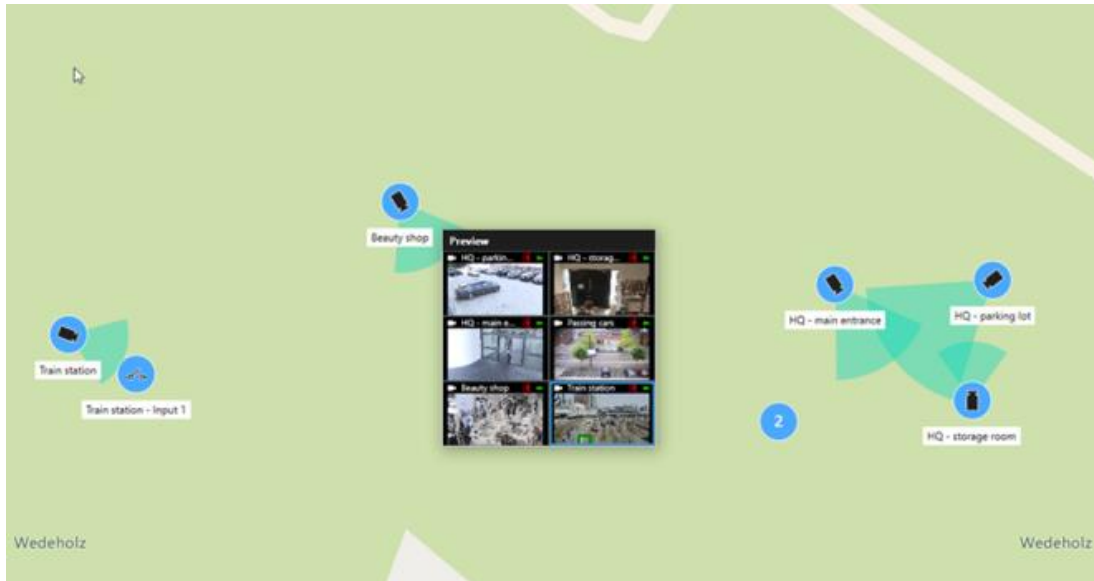 Beauty shop
Preview
HQ - parkin...
HQ - storag...
HQ - main e...
Passing cars
Beauty shop
Train station
HQ - main entrance
HQ - parking lot
Train station
Train station - Input 1
2
HQ - storage room
Wedeholz
Wedeholz